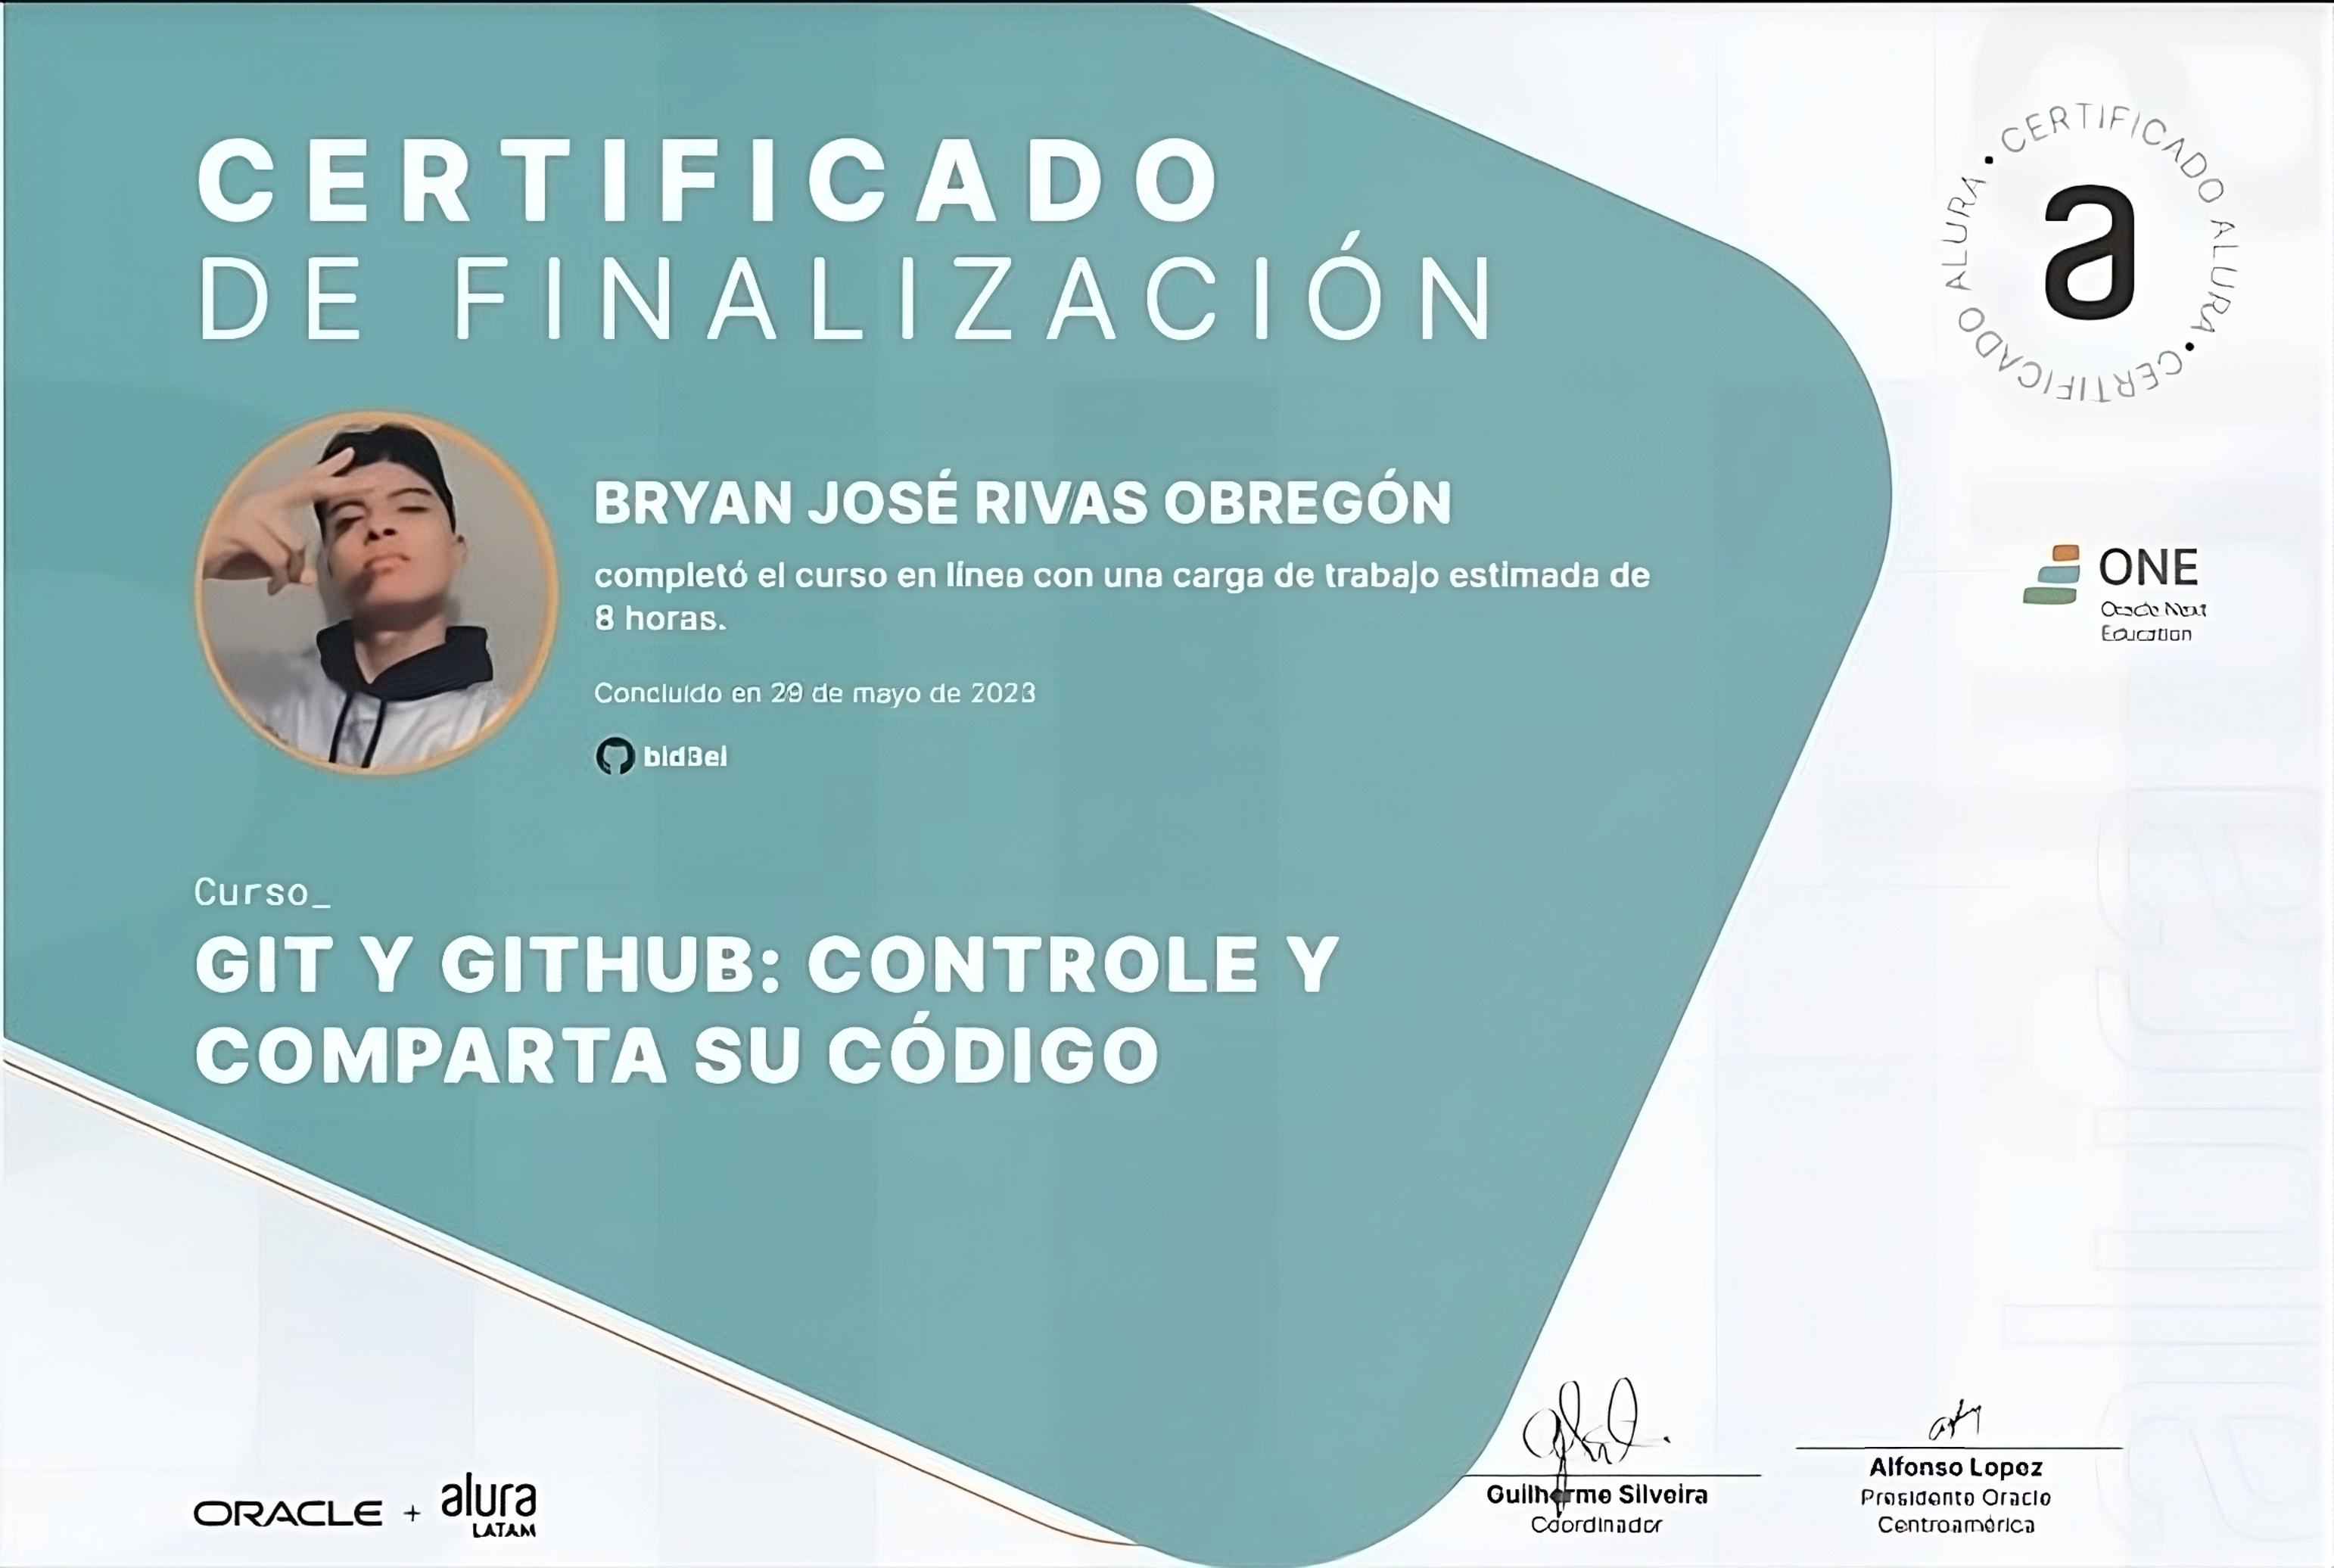 CERTIFICADO
DE FINALIZACIÓN
• CERTIFICADO ALURA • CERTIFICADO ALURA
a
BRYAN JOSÉ RIVAS OBREGÓN
completó el curso en línea con una carga de trabajo estimada de
8 horas.
ONE
Education
Concluido en 29 de mayo de 2023
Curso_
GIT Y GITHUB: CONTROLE Y
COMPARTA SU CÓDIGO
ORACLE + alura
LATAM
Guilherme Silveira
Coordinador
Alfonso Lopez
Presidente Oracle
Centroamérica
alura